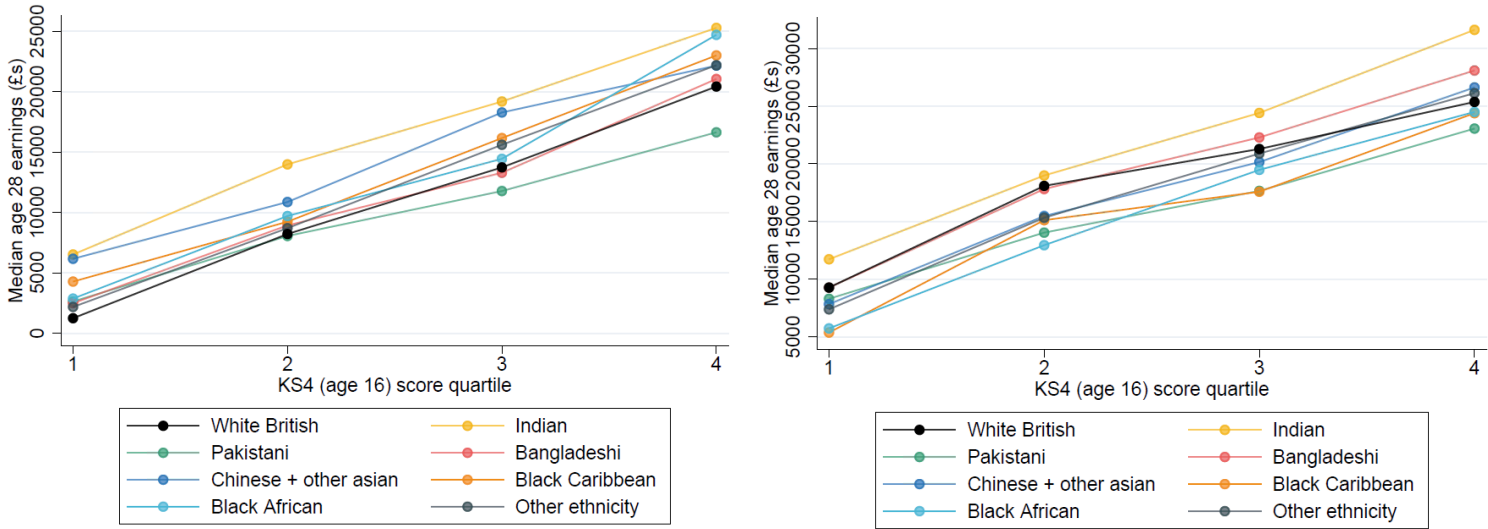 Median age 28 earnings (£s)
25000
20000
15000
10000
5000
0
1 2 3 4
KS4 (age 16) score quartile
White British Indian
Pakistani Bangladeshi
Chinese + other asian Black Caribbean
Black African Other ethnicity
Median age 28 earnings (£s)
30000
25000
20000
15000
10000
5000
1 2 3 4
KS4 (age 16) score quartile
White British Indian
Pakistani Bangladeshi
Chinese + other asian Black Caribbean
Black African Other ethnicity